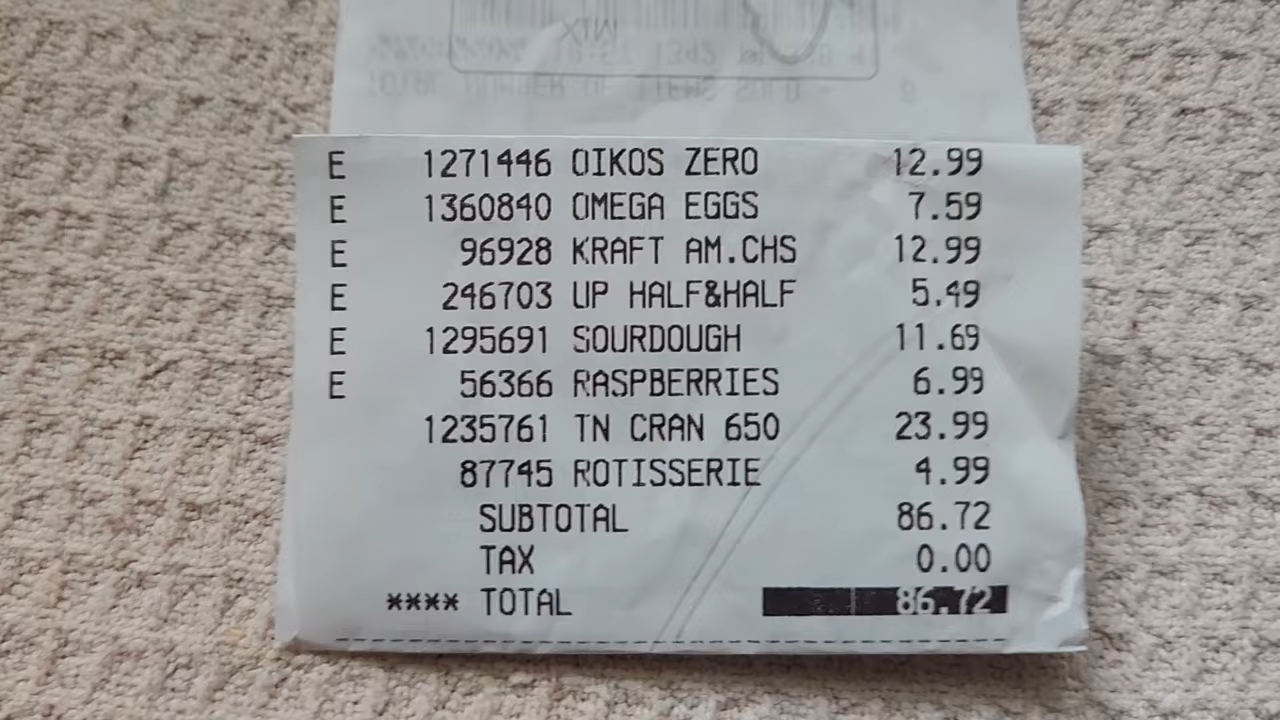 E 1271446 OIKOS ZERO 12.99
E 1360840 OMEGA EGGS 7.59
E 96928 KRAFT AM.CHS 12.99
E 246703 UP HALF&HALF 5.49
E 1295691 SOURDOUGH 11.69
E 56366 RASPBERRIES 6.99
1235761 TN CRAN 650 23.99
87745 ROTISSERIE 4.99
SUBTOTAL 86.72
TAX 0.00
**** TOTAL 86.72